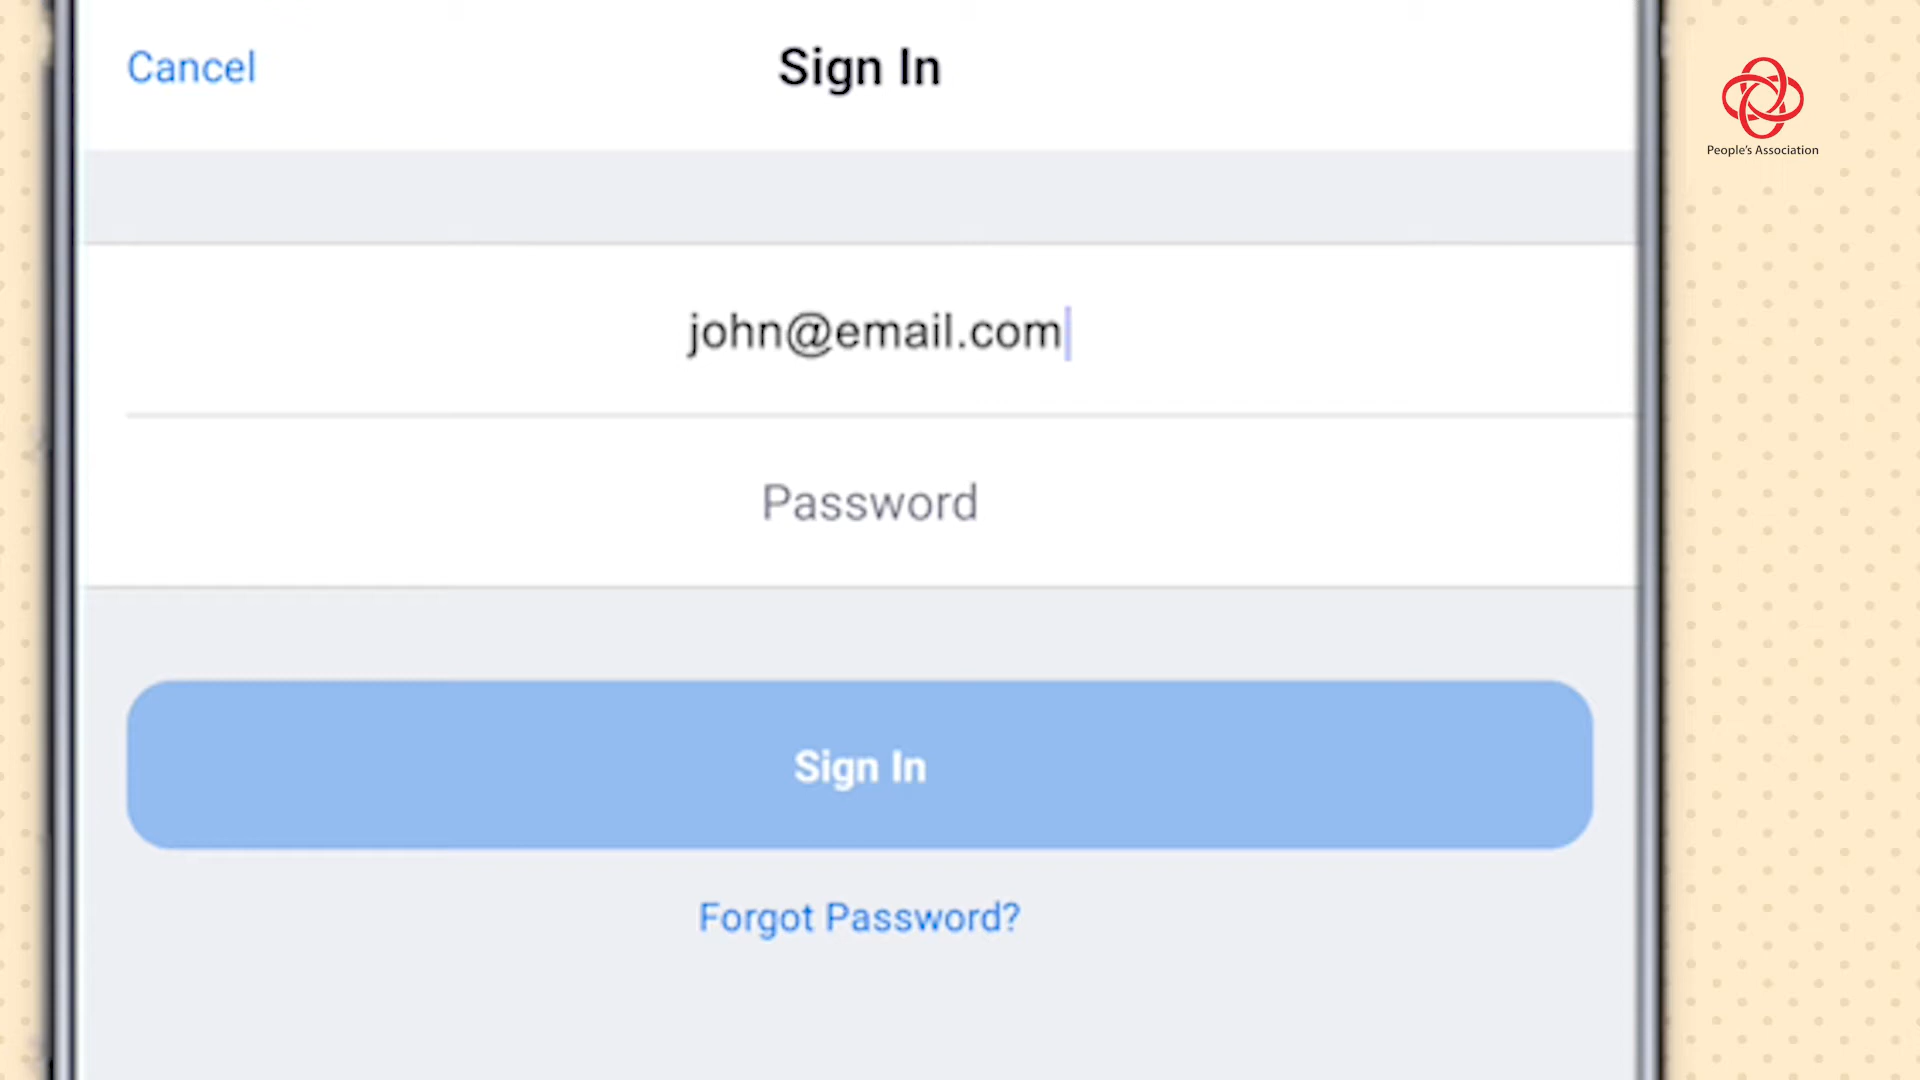 Cancel
Sign In
People's Association
john@email.com
Password
Sign In
Forgot Password?